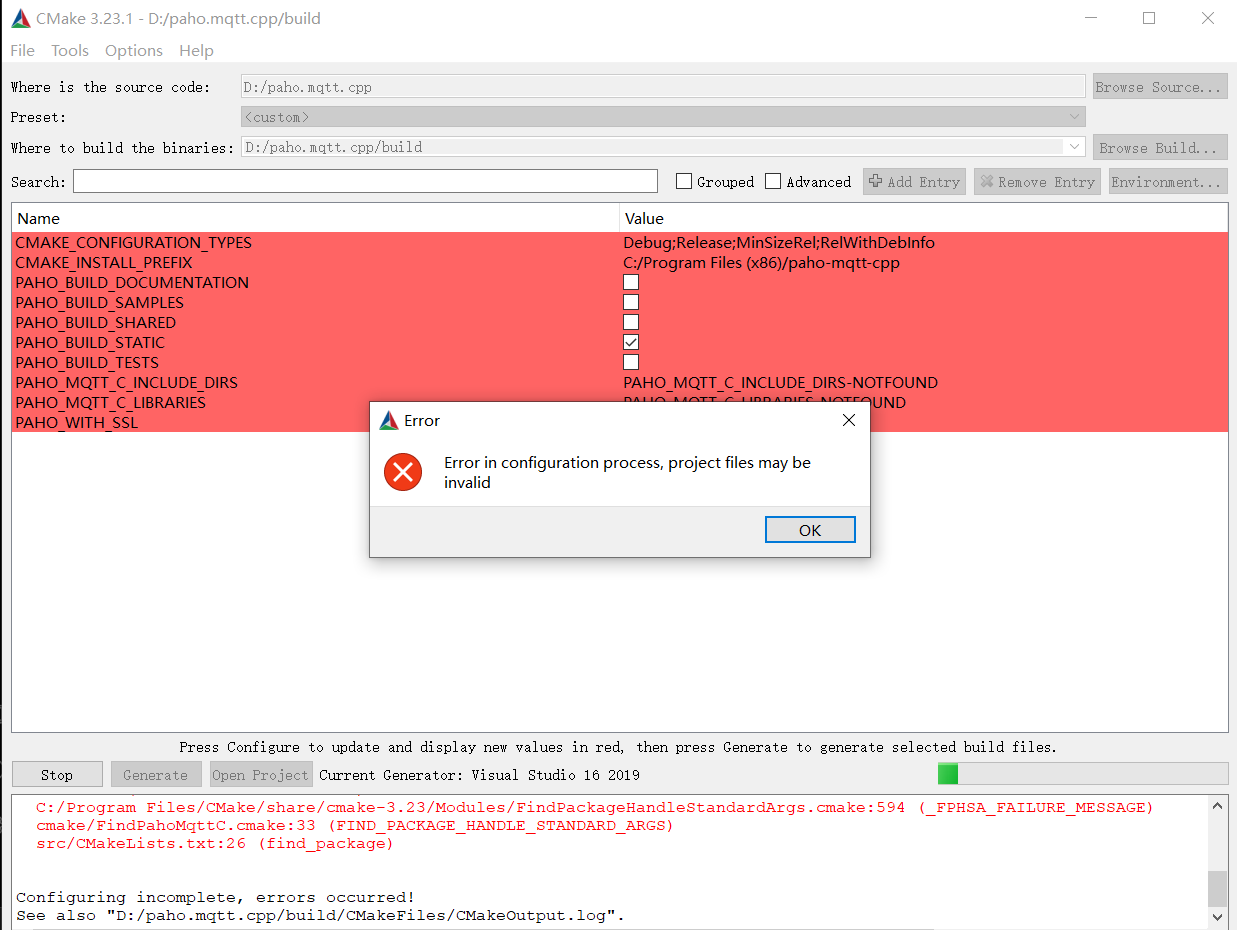 CMake 3.23.1 - D:/paho.mqtt.cpp/build
File Tools Options Help
Where is the source code: D:/paho.mqtt.cpp Browse Source...
Preset: <custom>
Where to build the binaries: D:/paho.mqtt.cpp/build Browse Build...
Search: Grouped Advanced Add Entry Remove Entry Environment...
Name Value
CMAKE_CONFIGURATION_TYPES Debug;Release;MinSizeRel;RelWithDebInfo
CMAKE_INSTALL_PREFIX C:/Program Files (x86)/paho-mqtt-cpp
PAHO_BUILD_DOCUMENTATION
PAHO_BUILD_SAMPLES
PAHO_BUILD_SHARED
PAHO_BUILD_STATIC
PAHO_BUILD_TESTS
PAHO_MQTT_C_INCLUDE_DIRS PAHO_MQTT_C_INCLUDE_DIRS-NOTFOUND
PAHO_MQTT_C_LIBRARIES PAHO_MQTT_C_LIBRARIES-NOTFOUND
PAHO_WITH_SSL
Error
Error in configuration process, project files may be
invalid
OK
Press Configure to update and display new values in red, then press Generate to generate selected build files.
Stop Generate Open Project Current Generator: Visual Studio 16 2019
C:/Program Files/CMake/share/cmake-3.23/Modules/FindPackageHandleStandardArgs.cmake:594 (_FPHSA_FAILURE_MESSAGE)
cmake/FindPahoMqttC.cmake:33 (FIND_PACKAGE_HANDLE_STANDARD_ARGS)
src/CMakeLists.txt:26 (find_package)
Configuring incomplete, errors occurred!
See also "D:/paho.mqtt.cpp/build/CMakeFiles/CMakeOutput.log".